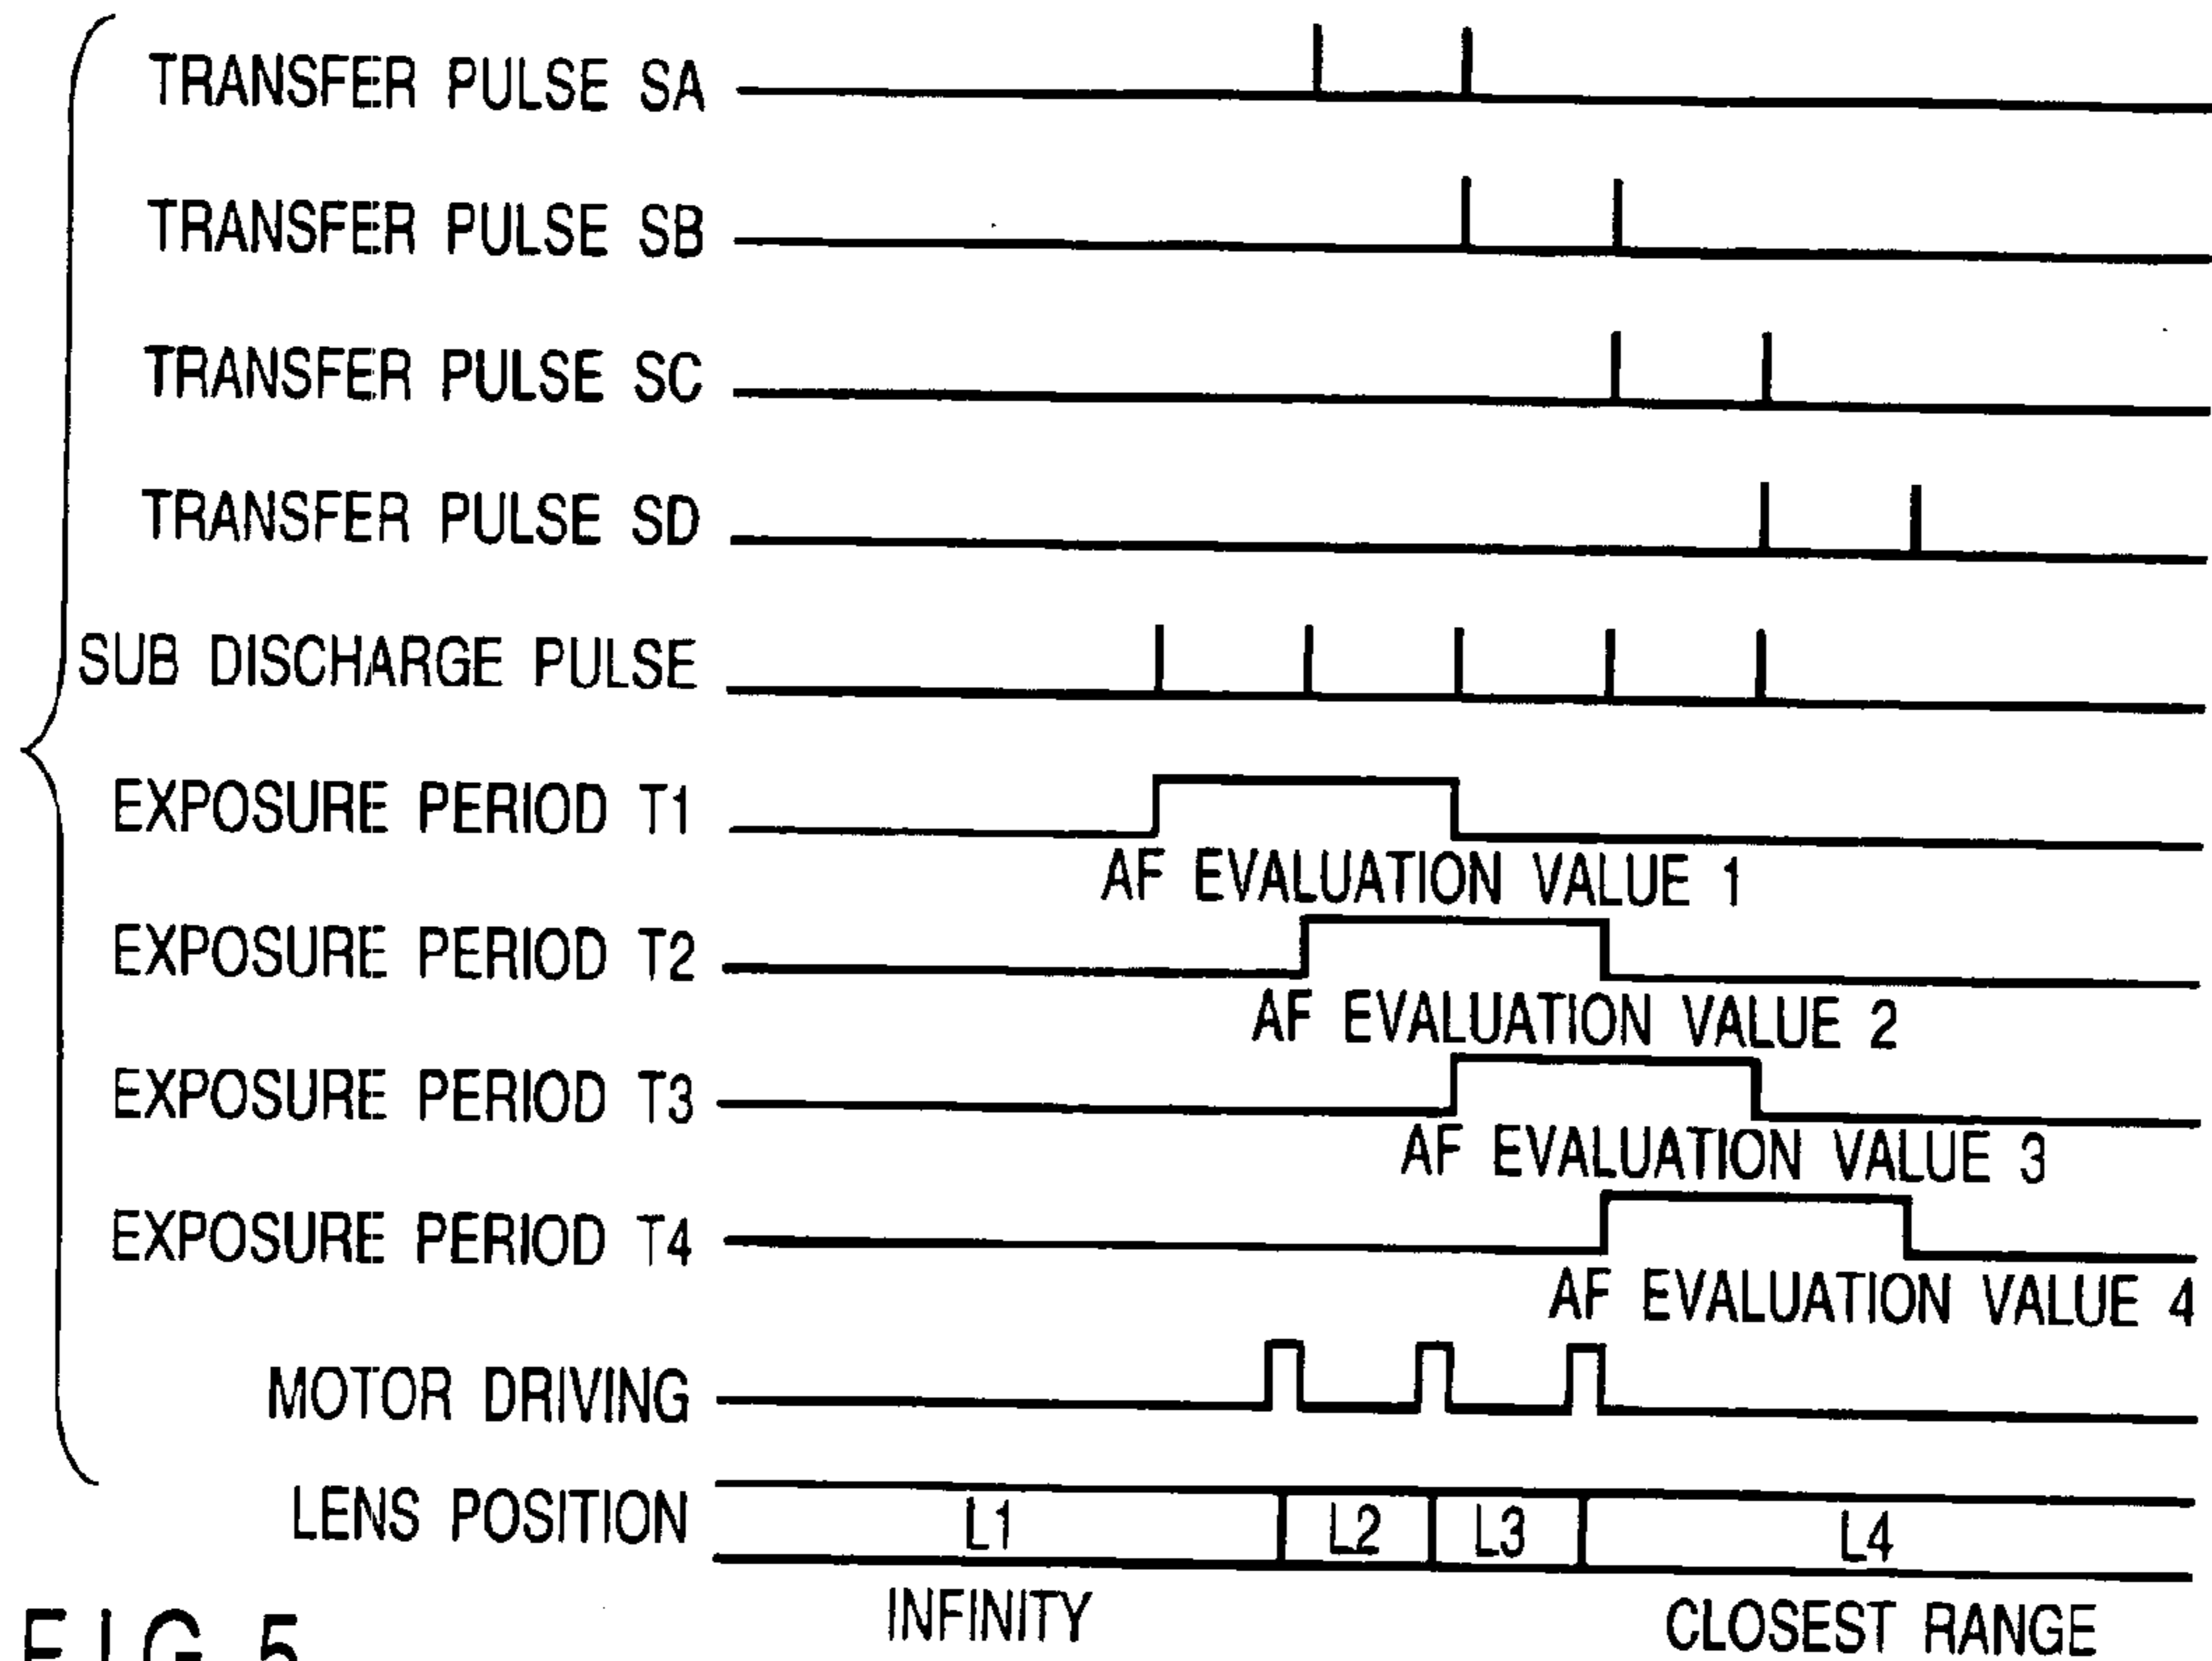 TRANSFER PULSE SA
TRANSFER PULSE SB
TRANSFER PULSE SC
TRANSFER PULSE SD
SUB DISCHARGE PULSE
EXPOSURE PERIOD T1
AF EVALUATION VALUE 1
EXPOSURE PERIOD T2
AF EVALUATION VALUE 2
EXPOSURE PERIOD T3
AF EVALUATION VALUE 3
EXPOSURE PERIOD T4
AF EVALUATION VALUE 4
MOTOR DRIVING
LENS POSITION L1 L2 L3 L4
INFINITY CLOSEST RANGE
FIG. 5